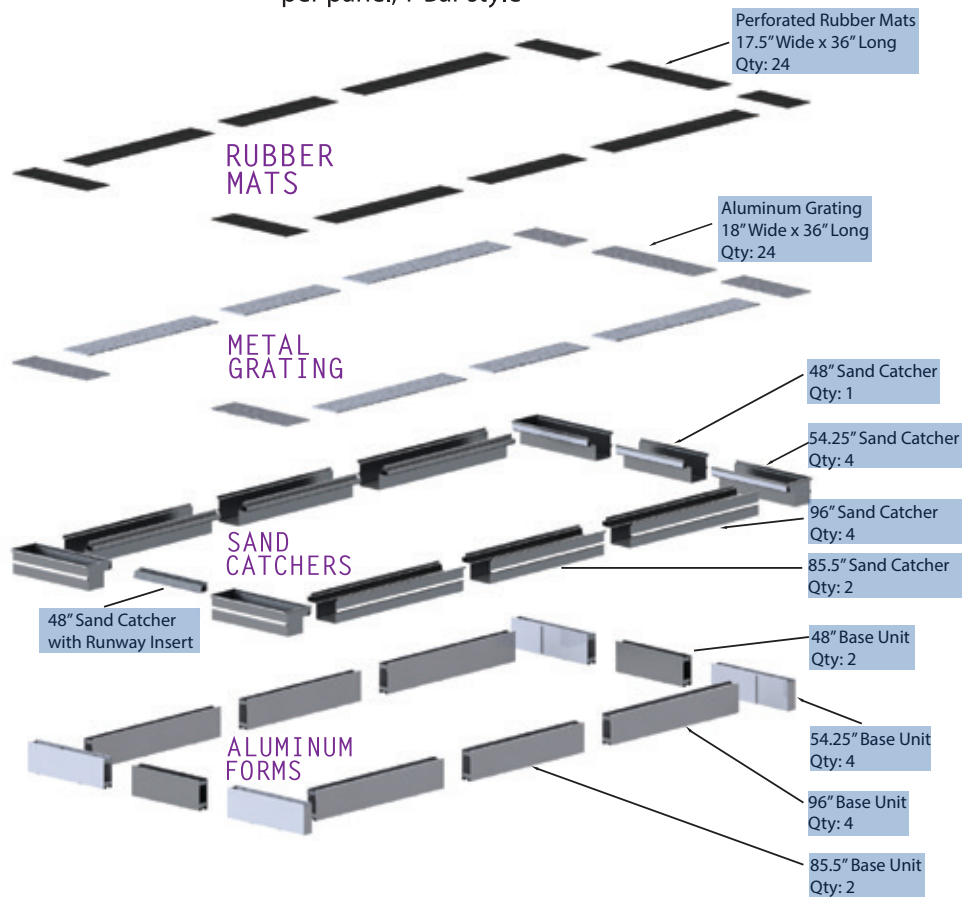 Perforated Rubber Mats
17.5” Wide x 36” Long
Qty: 24
RUBBER
MATS
Aluminum Grating
18” Wide x 36” Long
Qty: 24
METAL
GRATING
48” Sand Catcher
Qty: 1
54.25” Sand Catcher
Qty: 4
96” Sand Catcher
Qty: 4
85.5” Sand Catcher
Qty: 2
SAND
CATCHERS
48” Sand Catcher
with Runway Insert
48” Base Unit
Qty: 2
54.25” Base Unit
Qty: 4
96” Base Unit
Qty: 4
85.5” Base Unit
Qty: 2
ALUMINUM
FORMS